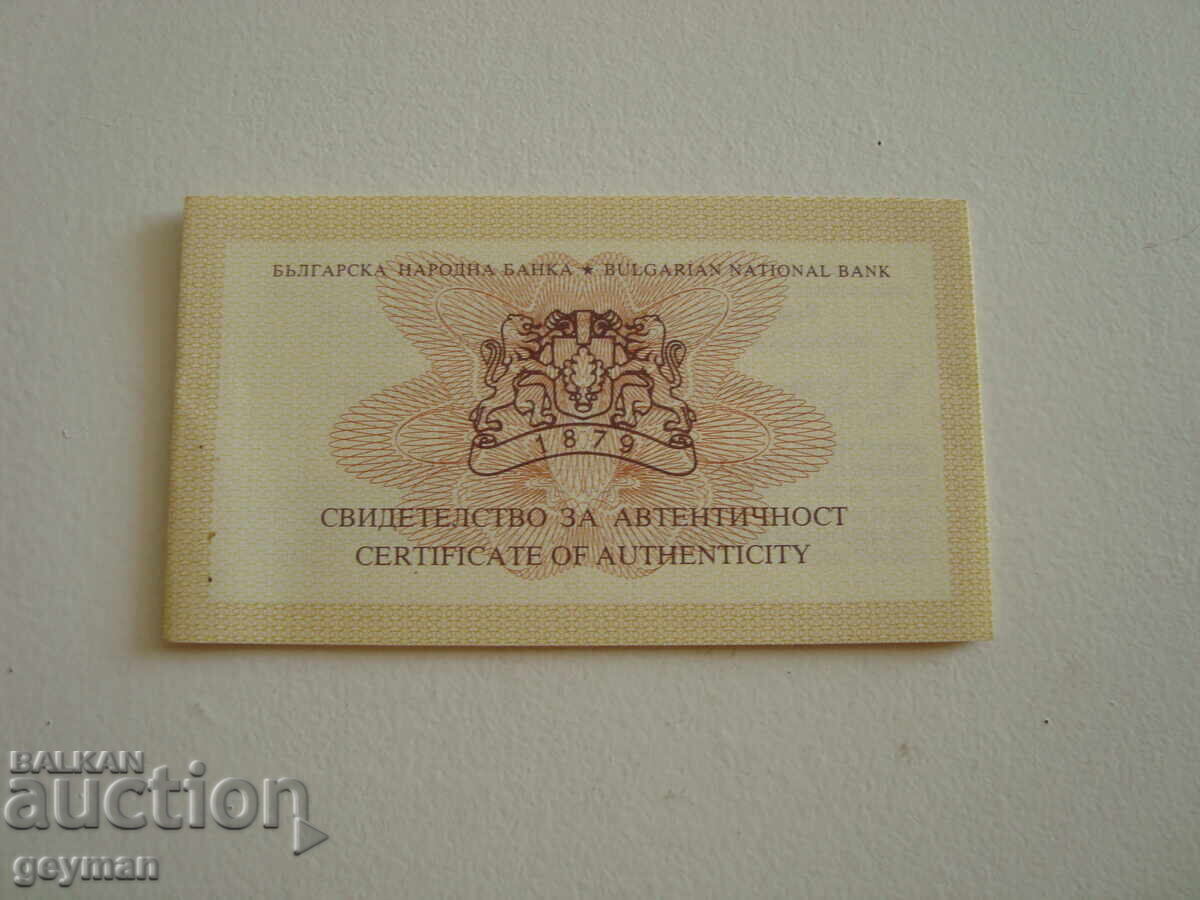 БЪЛГАРСКА НАРОДНА БАНКА ★ BULGARIAN NATIONAL BANK
1879
СВИДЕТЕЛСТВО ЗА АВТЕНТИЧНОСТ
CERTIFICATE OF AUTHENTICITY
BALKAN
auction
geyman